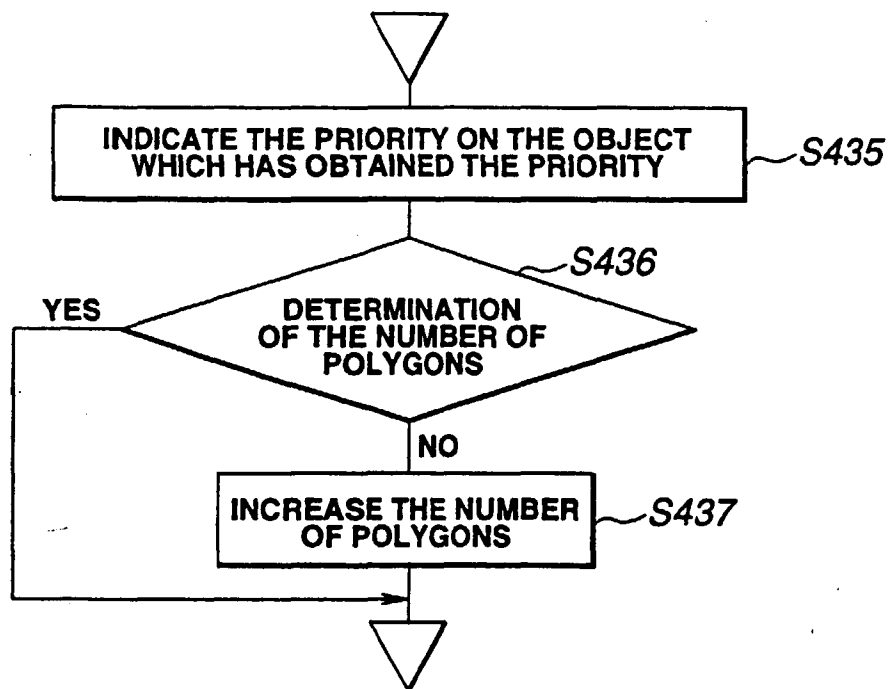 INDICATE THE PRIORITY ON THE OBJECT
WHICH HAS OBTAINED THE PRIORITY
S435
S436
YES
DETERMINATION
OF THE NUMBER OF
POLYGONS
NO
INCREASE THE NUMBER
OF POLYGONS
S437